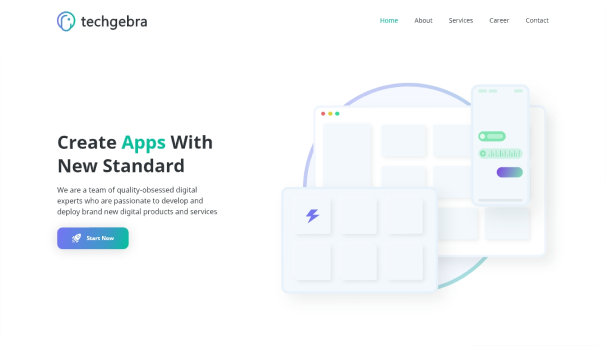 techgebra
Home About Services Career Contact
Create Apps With
New Standard
We are a team of quality-obsessed digital
experts who are passionate to develop and
deploy brand new digital products and services
Start Now